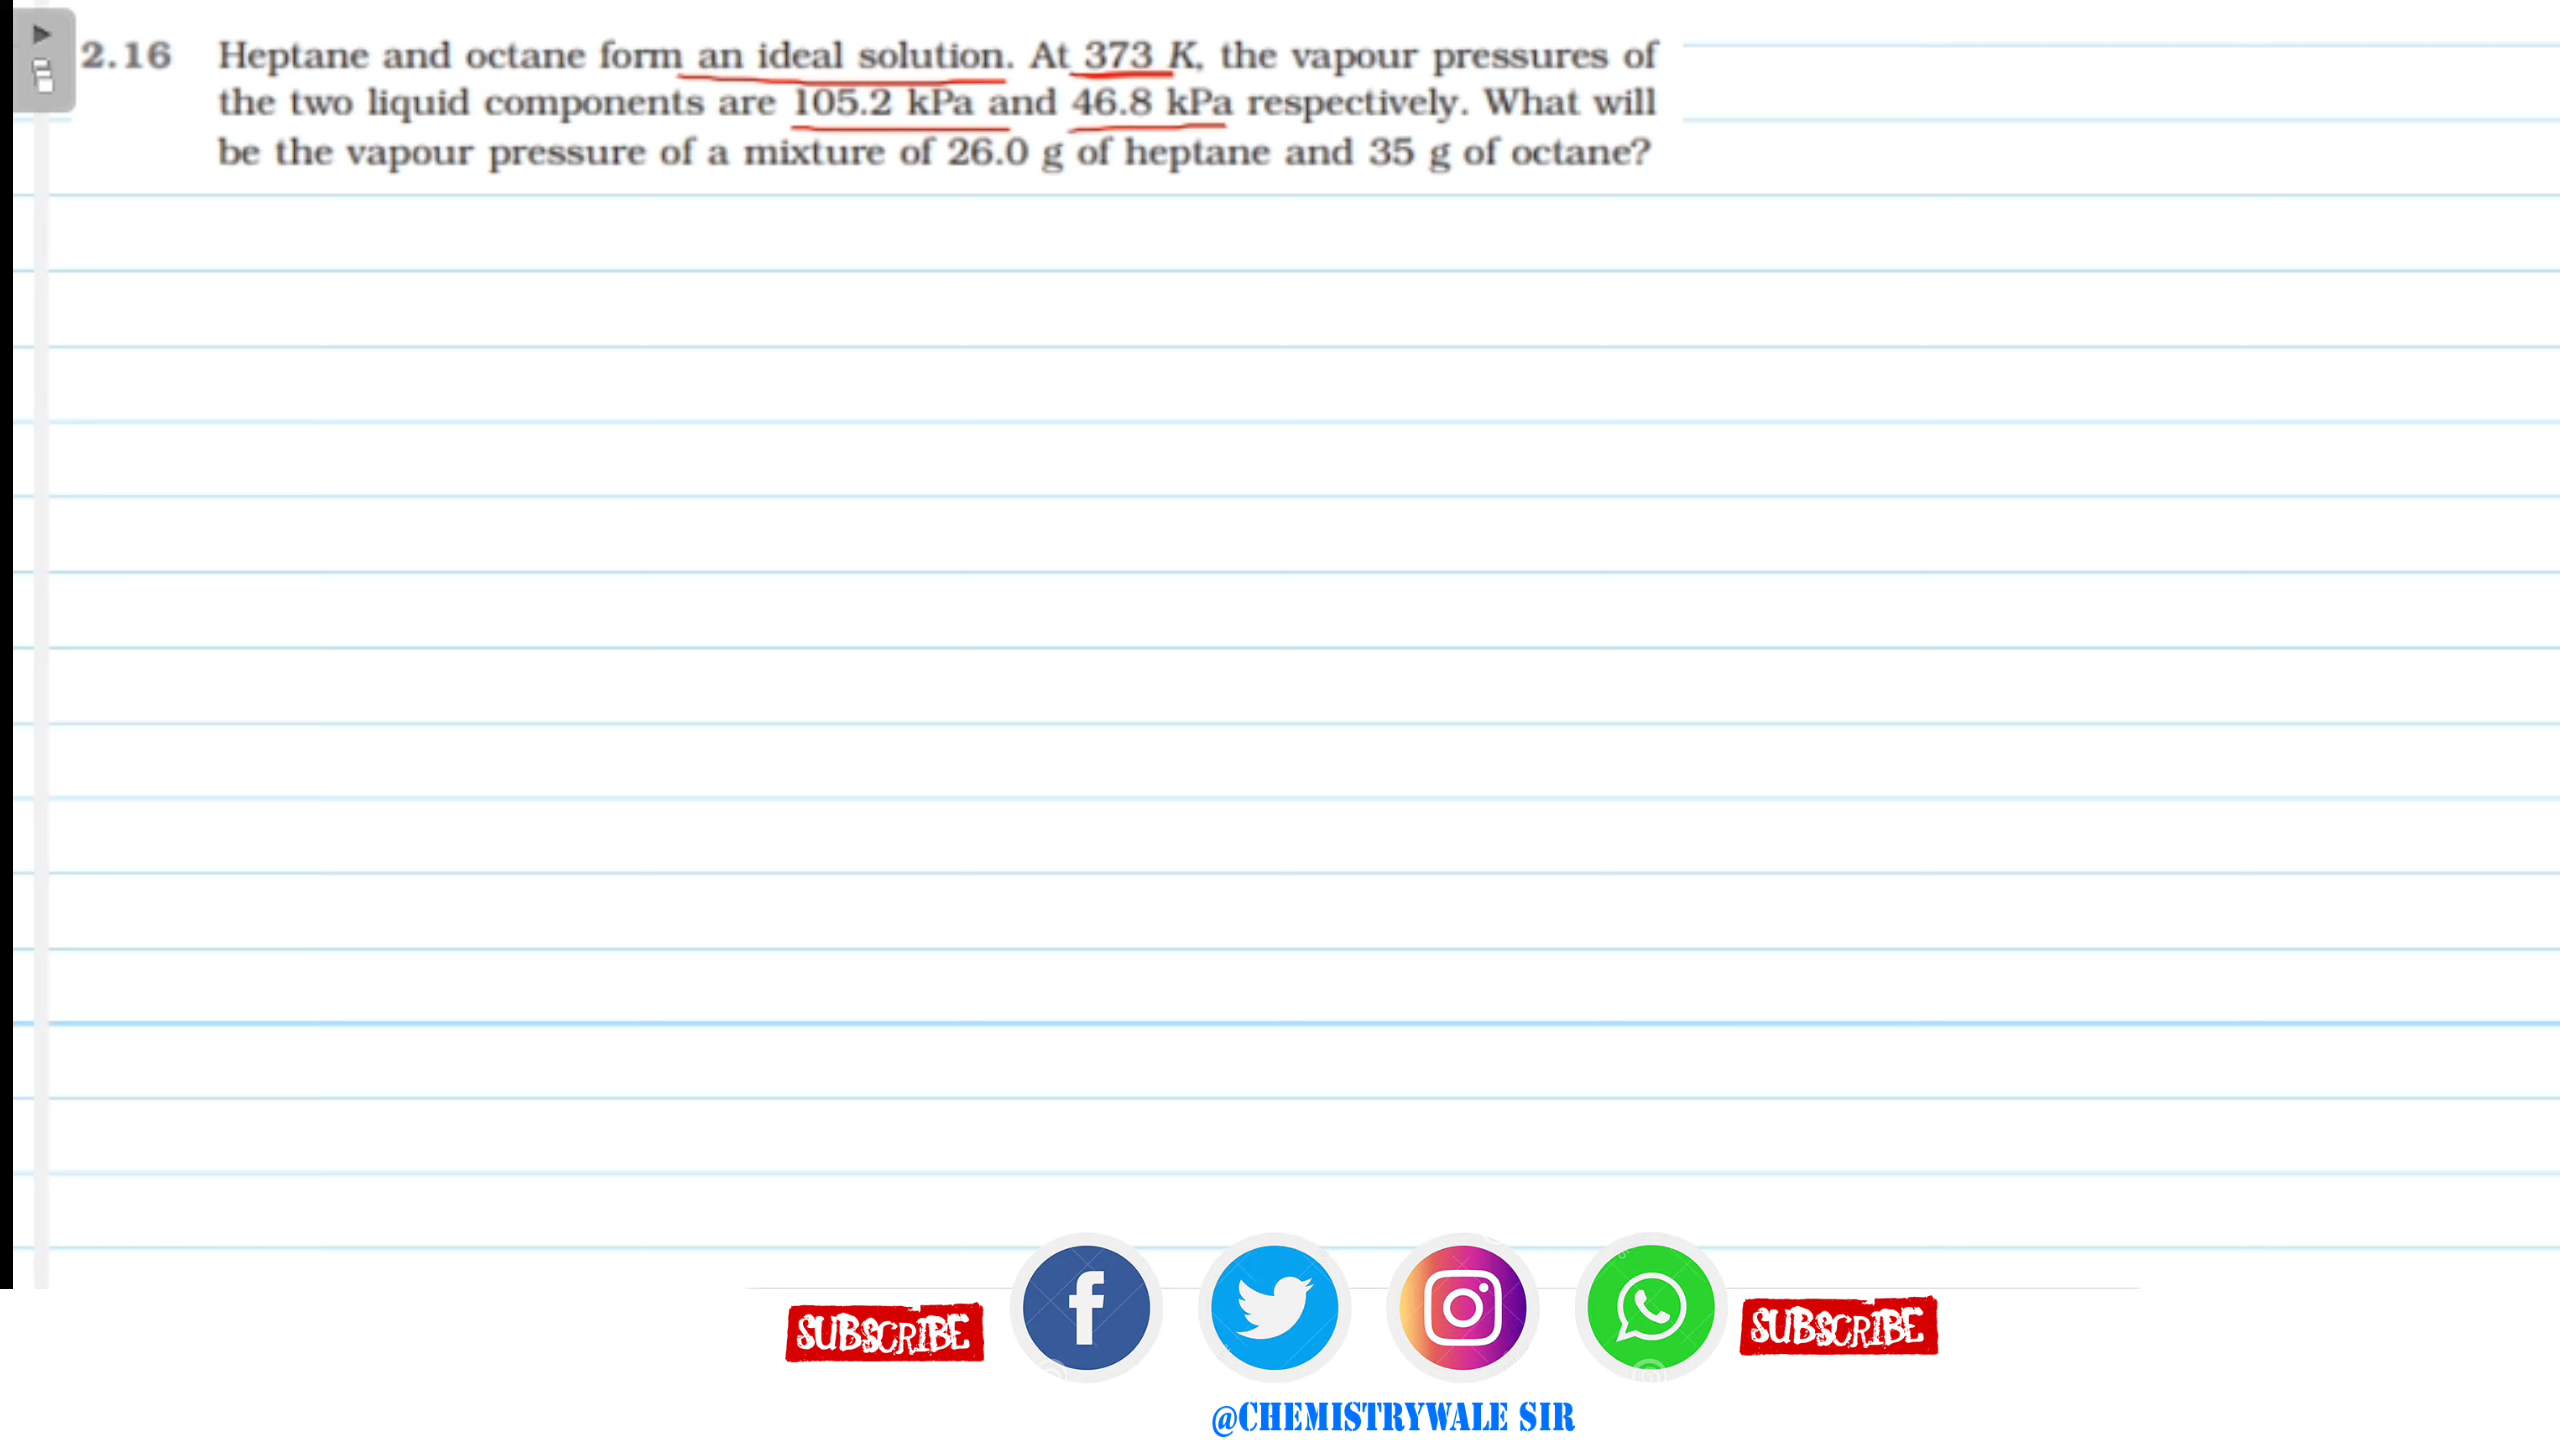 2.16 Heptane and octane form an ideal solution. At 373 K, the vapour pressures of
the two liquid components are 105.2 kPa and 46.8 kPa respectively. What will
be the vapour pressure of a mixture of 26.0 g of heptane and 35 g of octane?
SUBSCRIBE
SUBSCRIBE
@CHEMISTRYWALE SIR